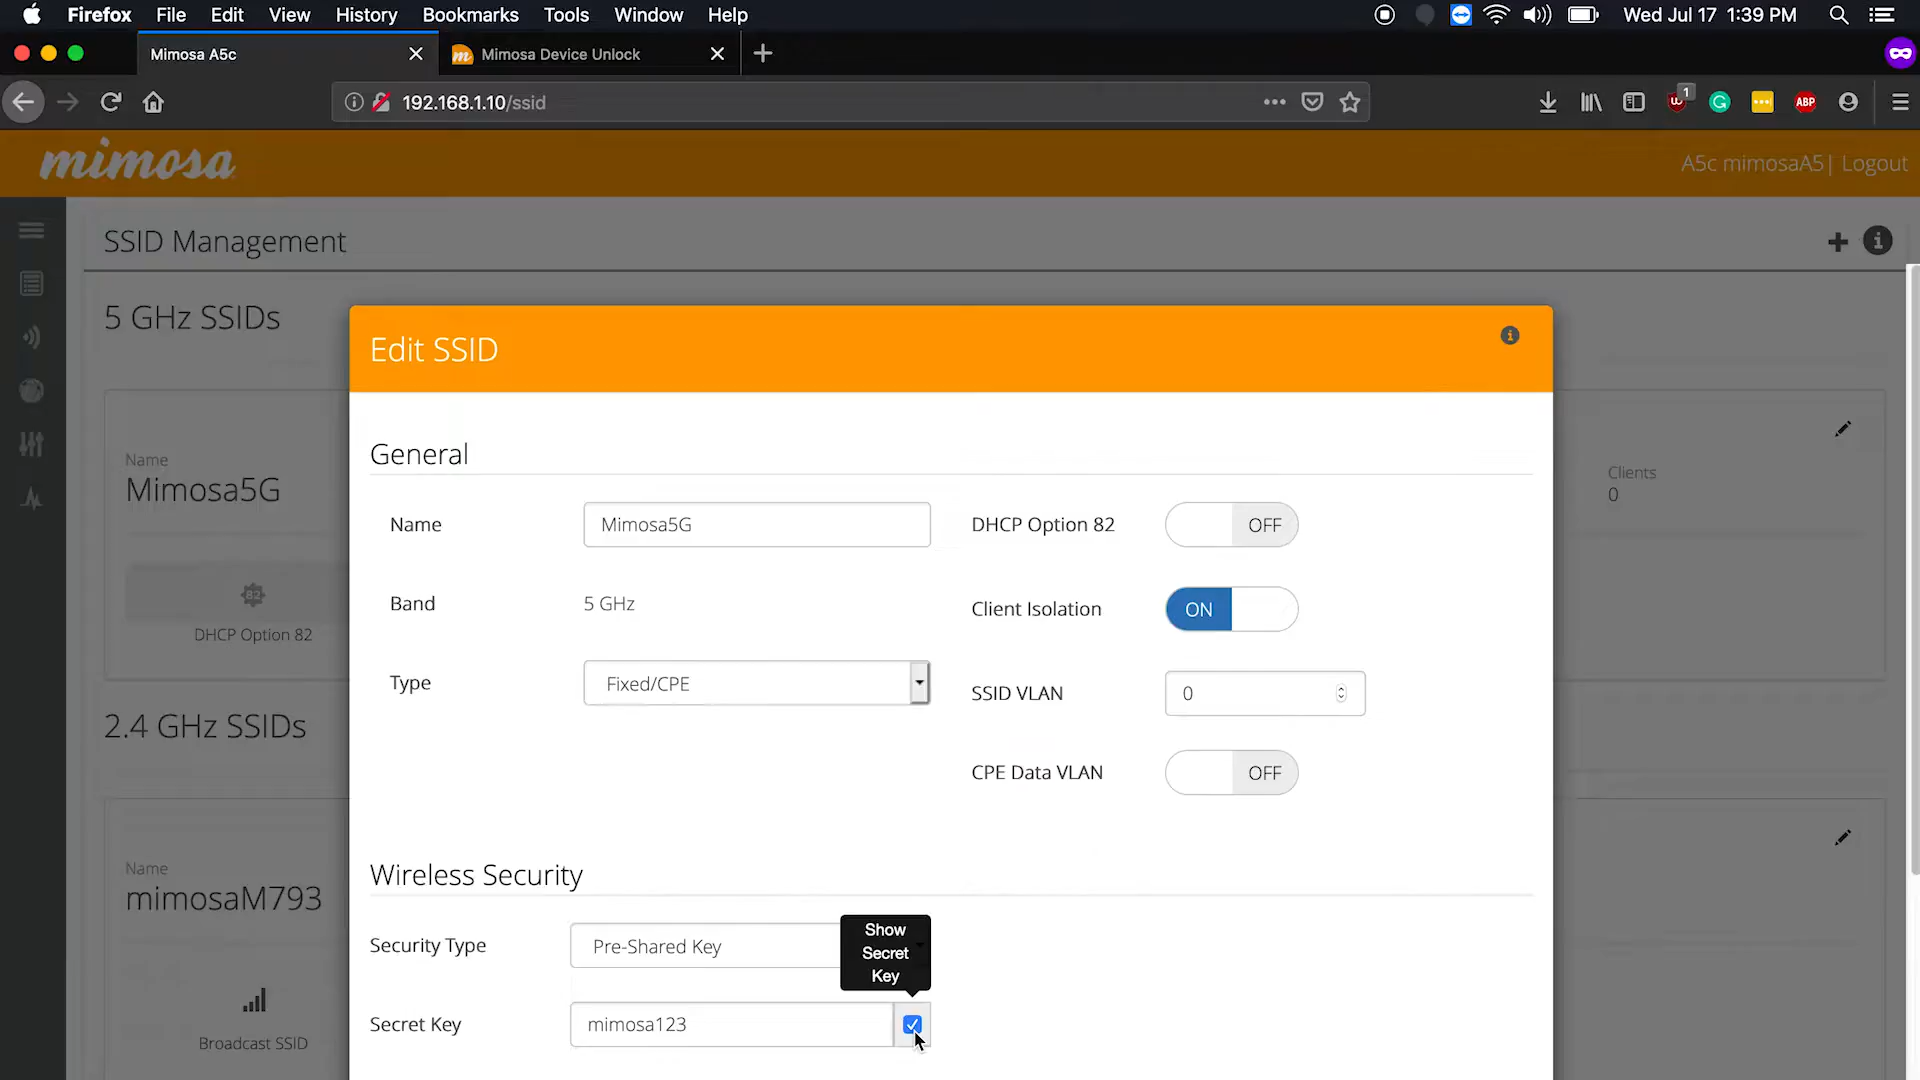 Firefox File Edit View History Bookmarks Tools Window Help Wed Jul 17 1:39 PM
Mimosa A5c Mimosa Device Unlock
192.168.1.10/ssid 1 ABP
mimosa A5c mimosaA5| Logout
SSID Management
5 GHz SSIDs
Edit SSID
General
Name
Mimosa5G
Clients
0
Name Mimosa5G DHCP Option 82 OFF
Band 5 GHz Client Isolation ON
82
DHCP Option 82
Type Fixed/CPE SSID VLAN 0
2.4 GHz SSIDs
CPE Data VLAN OFF
Name
mimosaM793
Wireless Security
Security Type Pre-Shared Key
Show
Secret
Key
Secret Key mimosa123
Broadcast SSID